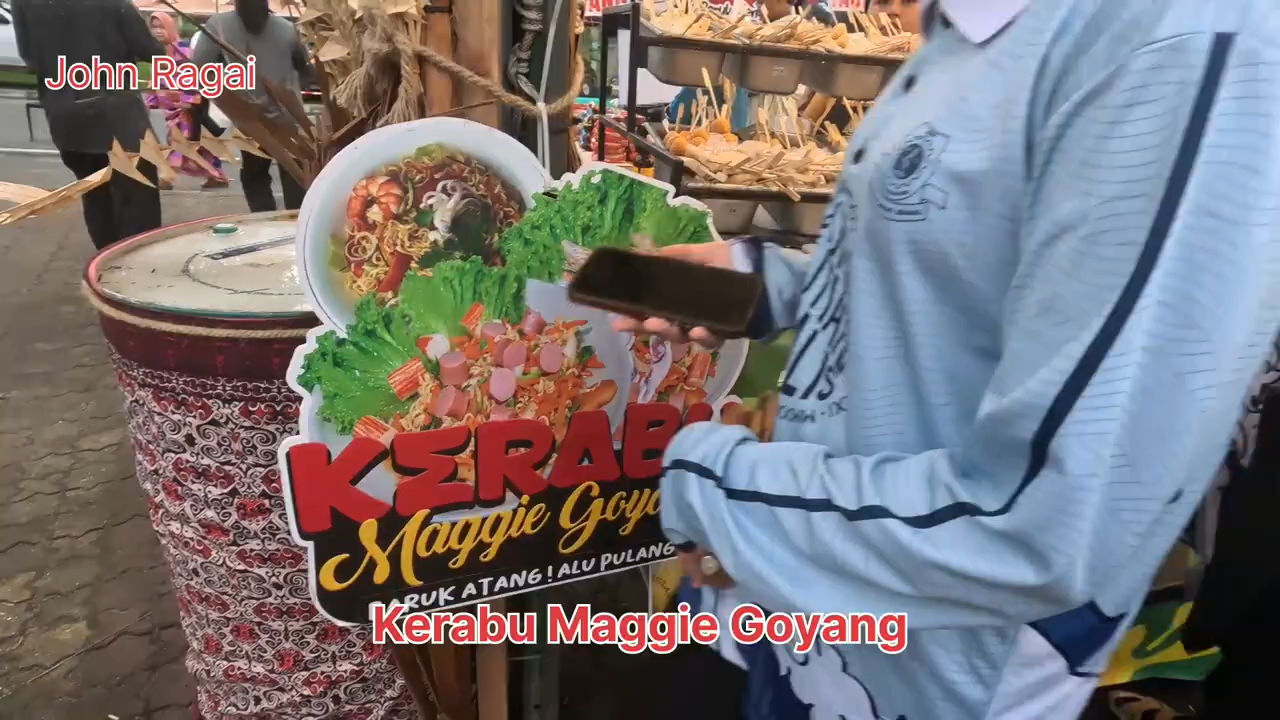 John Ragai
KERABU
Maggie Goyang
ARUK ATANG! ALU PULANG
Kerabu Maggie Goyang